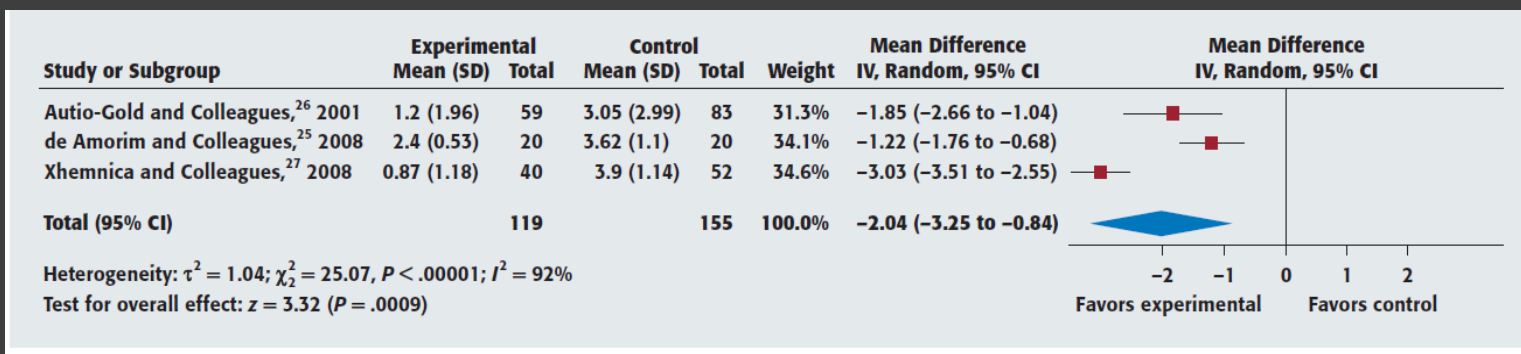 Experimental Control Mean Difference Mean Difference
Study or Subgroup Mean (SD) Total Mean (SD) Total Weight IV, Random, 95% CI IV, Random, 95% CI
Autio-Gold and Colleagues,²⁶ 2001 1.2 (1.96) 59 3.05 (2.99) 83 31.3% −1.85 (−2.66 to −1.04)
de Amorim and Colleagues,²⁵ 2008 2.4 (0.53) 20 3.62 (1.1) 20 34.1% −1.22 (−1.76 to −0.68)
Xhemnica and Colleagues,²⁷ 2008 0.87 (1.18) 40 3.9 (1.14) 52 34.6% −3.03 (−3.51 to −2.55)
Total (95% CI) 119 155 100.0% −2.04 (−3.25 to −0.84)
Heterogeneity: τ² = 1.04; χ²₂ = 25.07, P < .00001; I² = 92%
Test for overall effect: z = 3.32 (P = .0009)
−2 −1 0 1 2
Favors experimental Favors control